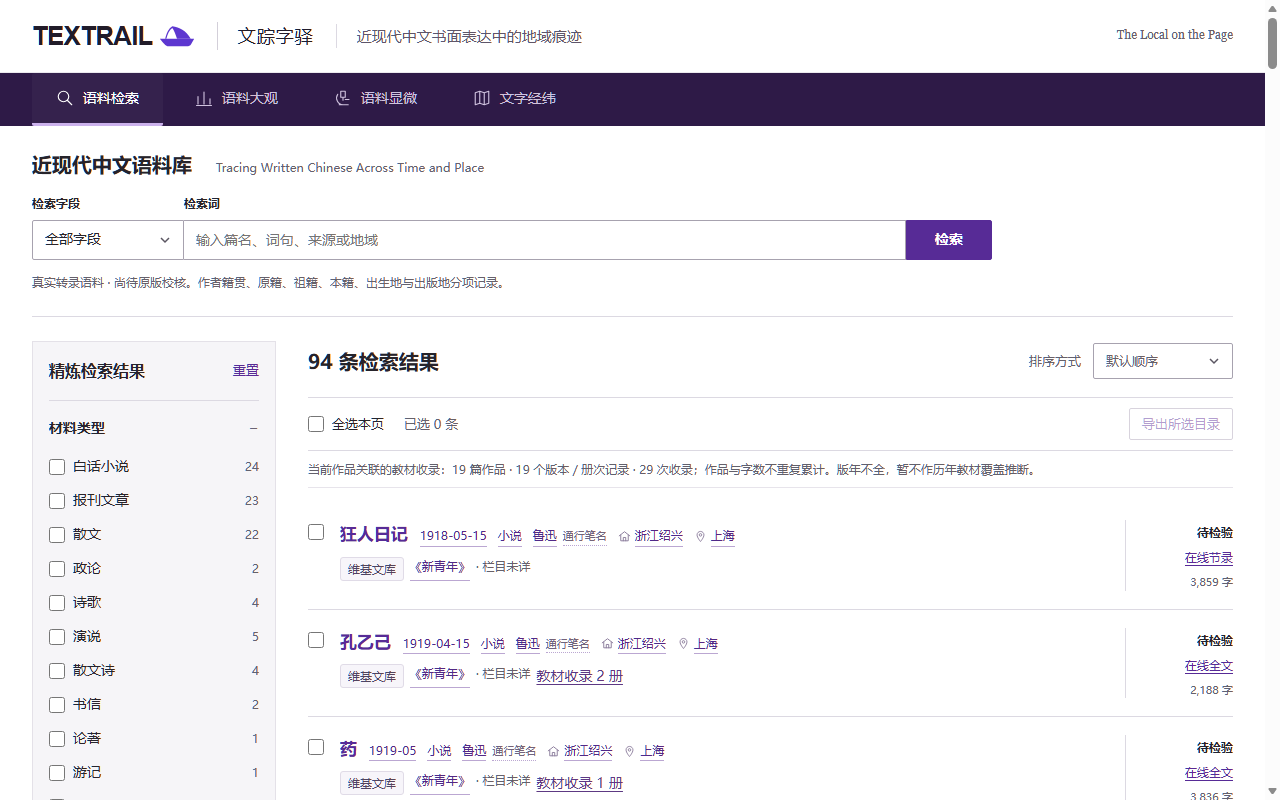 TEXTRAIL 文踪字驿 近现代中文书面表达中的地域痕迹 The Local on the Page
语料检索 语料大观 语料显微 文字经纬
近现代中文语料库 Tracing Written Chinese Across Time and Place
检索字段 检索词
全部字段 输入篇名、词句、来源或地域 检索
真实转录语料 · 尚待原版校核。作者籍贯、原籍、祖籍、本籍、出生地与出版地分项记录。
精炼检索结果 重置
材料类型 −
白话小说 24
报刊文章 23
散文 22
政论 2
诗歌 4
演说 5
散文诗 4
书信 2
论著 1
游记 1
94 条检索结果 排序方式 默认顺序
全选本页 已选 0 条 导出所选目录
当前作品关联的教材收录：19 篇作品 · 19 个版本 / 册次记录 · 29 次收录；作品与字数不重复累计。版年不全，暂不作历年教材覆盖推断。
狂人日记 1918-05-15 小说 鲁迅 通行笔名 浙江绍兴 上海 待检验
维基文库 《新青年》 · 栏目未详 在线节录
3,859 字
孔乙己 1919-04-15 小说 鲁迅 通行笔名 浙江绍兴 上海 待检验
维基文库 《新青年》 · 栏目未详 教材收录 2 册 在线全文
2,188 字
药 1919-05 小说 鲁迅 通行笔名 浙江绍兴 上海 待检验
维基文库 《新青年》 · 栏目未详 教材收录 1 册 在线全文
3,836 字